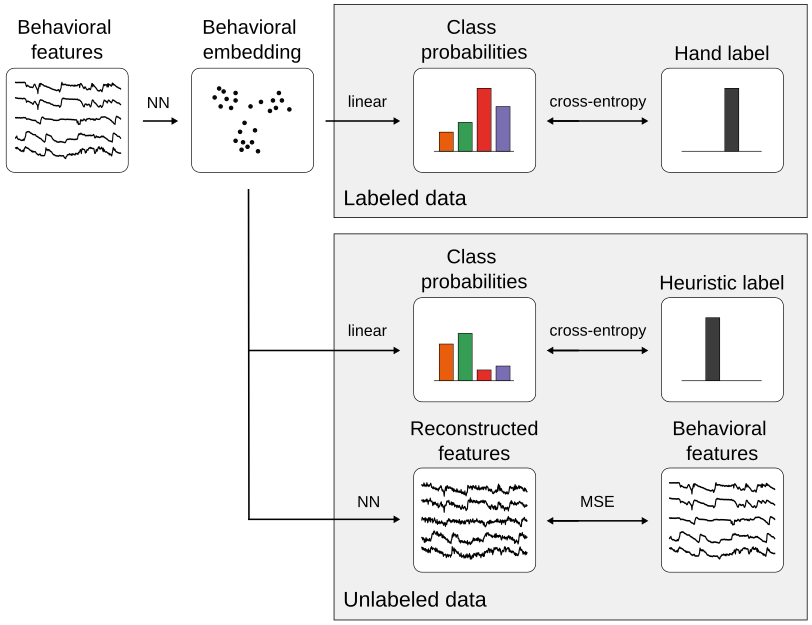 Behavioral
features
NN
Behavioral
embedding
linear
Class
probabilities
cross-entropy
Hand label
Labeled data
linear
Class
probabilities
cross-entropy
Heuristic label
NN
Reconstructed
features
MSE
Behavioral
features
Unlabeled data